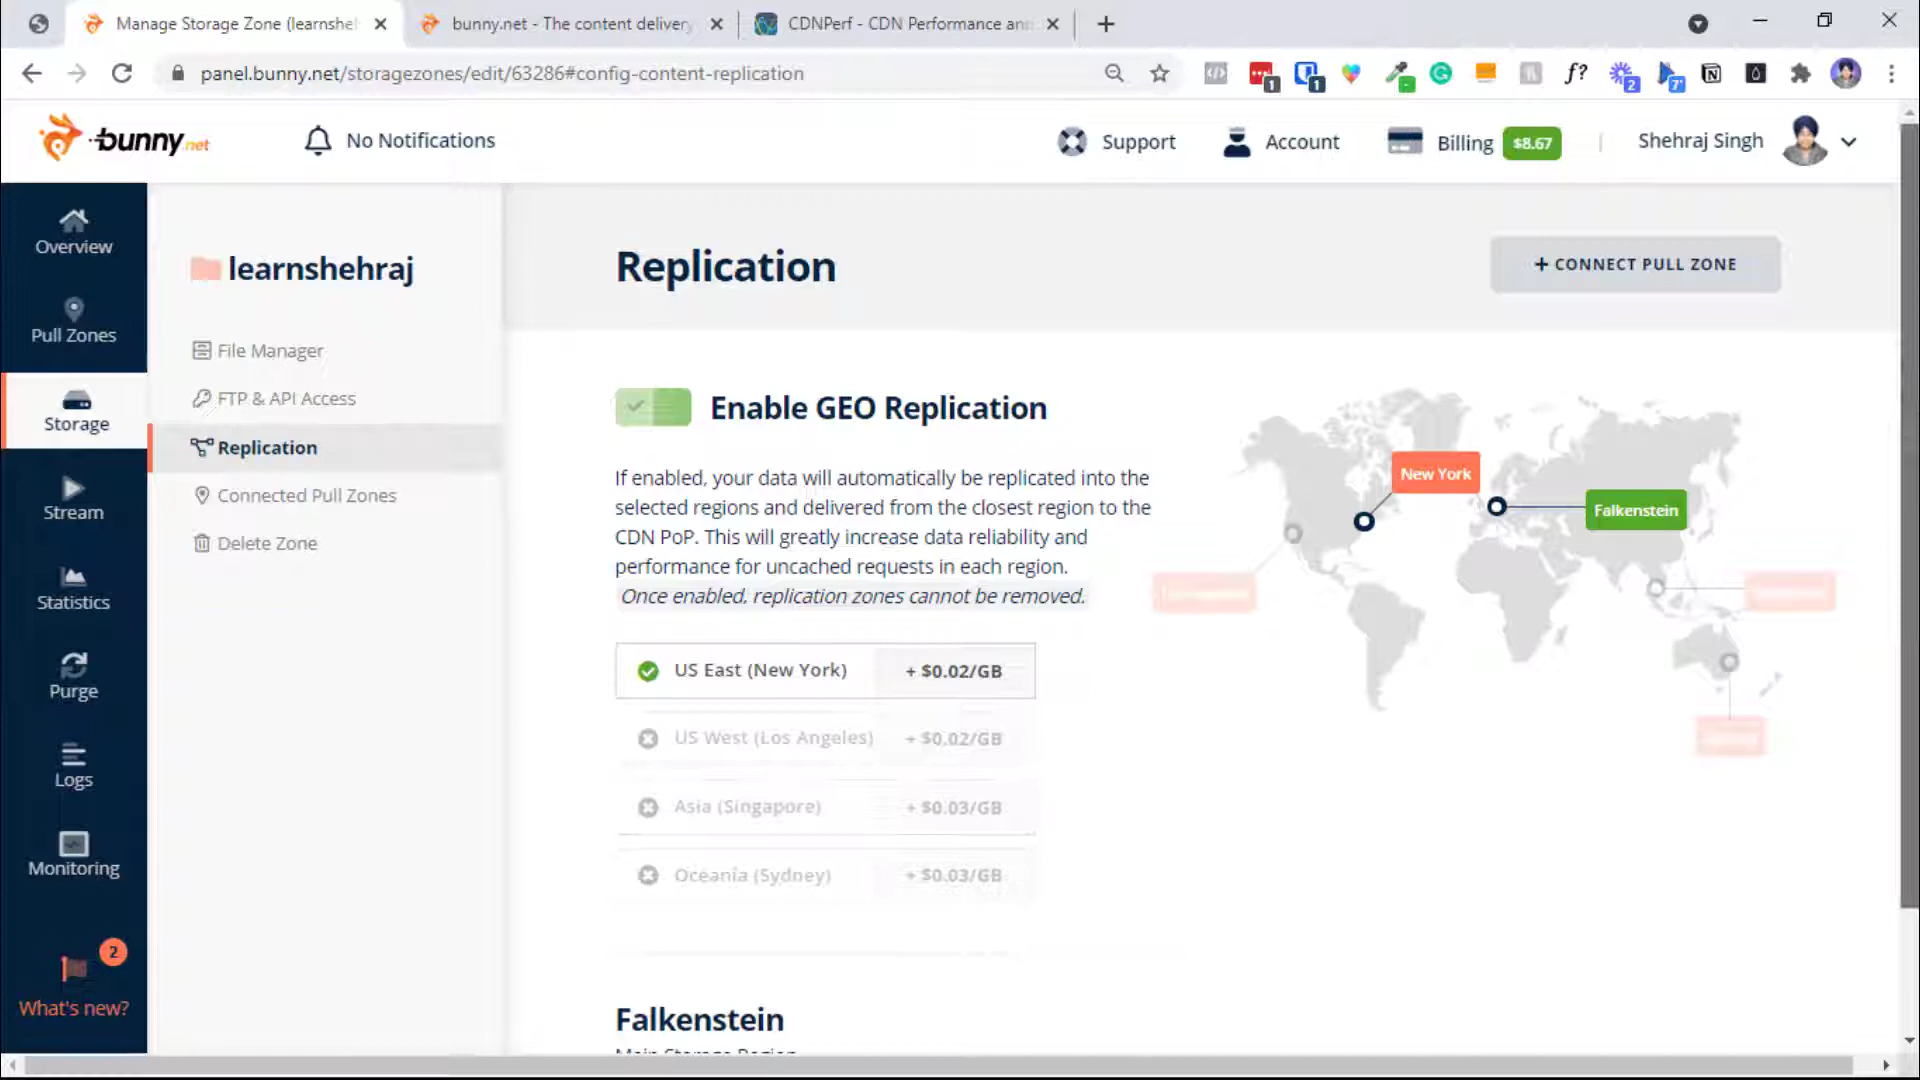 Manage Storage Zone (learnshe
bunny.net - The content delivery
CDNPerf - CDN Performance an
panel.bunny.net/storagezones/edit/63286#config-content-replication
1
1
f?
2
7
bunny.net
No Notifications
Support
Account
Billing
$8.67
Shehraj Singh
Overview
Pull Zones
Storage
Stream
Statistics
Purge
Logs
Monitoring
2
What's new?
learnshehraj
File Manager
FTP & API Access
Replication
Connected Pull Zones
Delete Zone
Replication
+ CONNECT PULL ZONE
Enable GEO Replication
If enabled, your data will automatically be replicated into the
selected regions and delivered from the closest region to the
CDN PoP. This will greatly increase data reliability and
performance for uncached requests in each region.
Once enabled, replication zones cannot be removed.
US East (New York) + $0.02/GB
US West (Los Angeles) + $0.02/GB
Asia (Singapore) + $0.03/GB
Oceania (Sydney) + $0.03/GB
New York
Falkenstein
Falkenstein
Main Storage Region